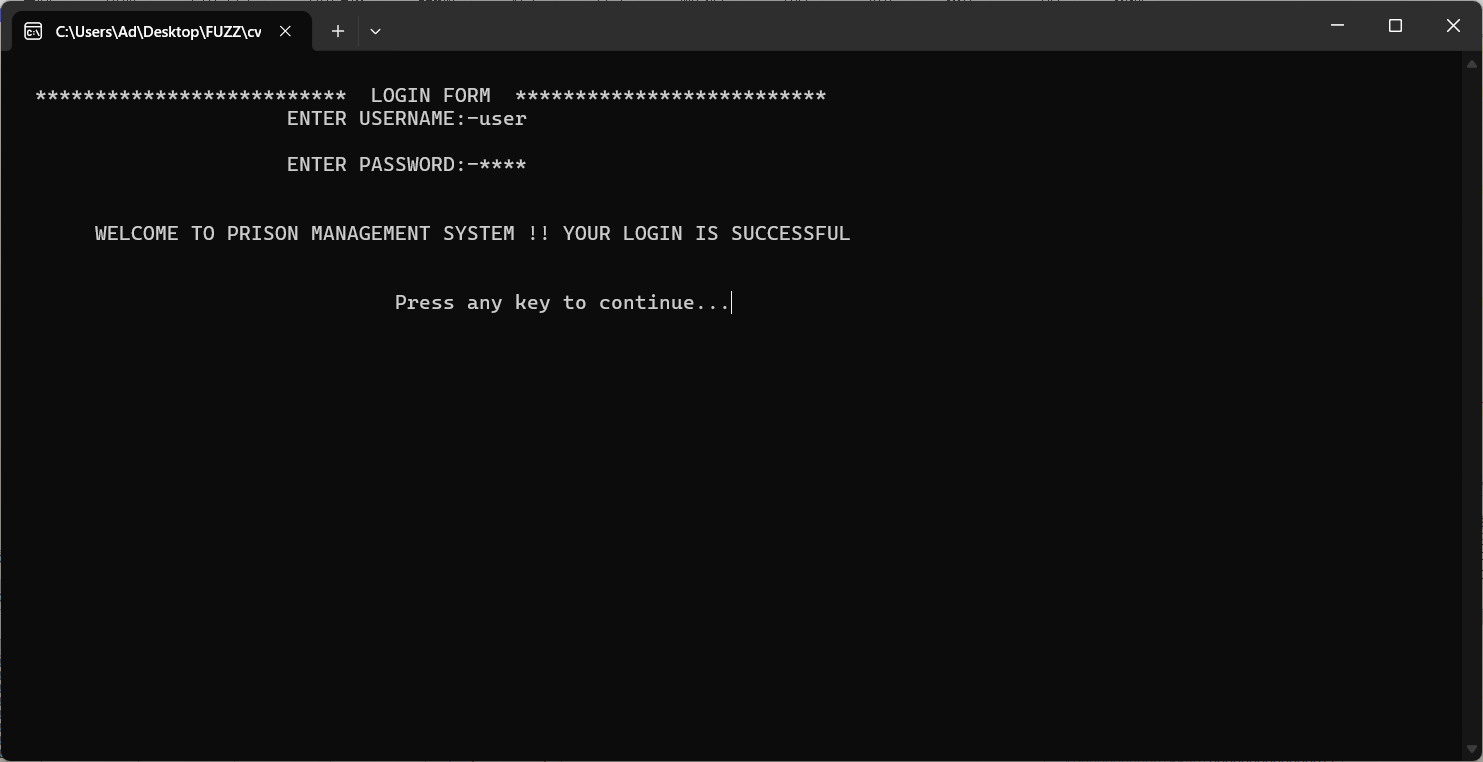 C:\Users\Ad\Desktop\FUZZ\cv
************************** LOGIN FORM **************************
ENTER USERNAME:-user
ENTER PASSWORD:-****
WELCOME TO PRISON MANAGEMENT SYSTEM !! YOUR LOGIN IS SUCCESSFUL
Press any key to continue...